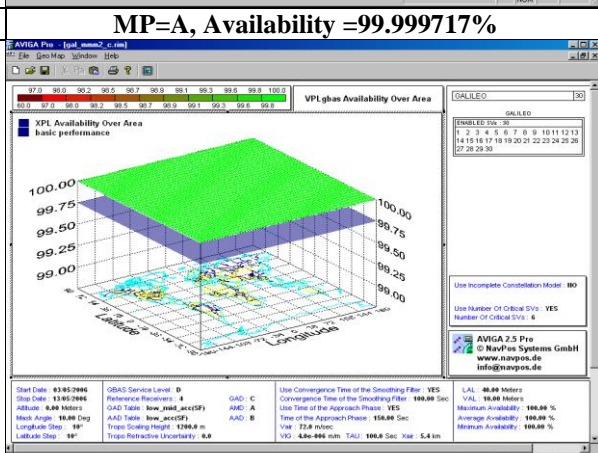 NUM
MP=A, Availability =99.999717%
AVIGA Pro - [gal_mmm2_c.rim]
File Geo Map Window Help
97.0 98.0 98.2 98.5 98.7 98.9 99.1 99.3 99.6 99.8 100.0
60.0 97.0 98.0 98.2 98.5 98.7 98.9 99.1 99.3 99.6 99.8
VPLgbas Availability Over Area
GALILEO 30
GALILEO
ENABLED SVs : 30
1 2 3 4 5 6 7 8 9 10 11 12 13
14 15 16 17 18 19 20 21 22 23 24 25 26
27 28 29 30
XPL Availability Over Area
basic performance
100.00
99.75
99.50
99.25
99.00
100.00
99.75
99.50
99.25
99.00
Latitude
Longitude
Use Incomplete Constellation Model : NO
Use Number Of Critical SVs : YES
Number Of Critical SVs : 6
AVIGA 2.5 Pro
© NavPos Systems GmbH
www.navpos.de
info@navpos.de
Start Date : 03/05/2006
Stop Date : 13/05/2006
Altitude : 0.00 Meters
Mask Angle : 10.00 Deg
Longitude Step : 10°
Latitude Step : 10°
GBAS Service Level : D
Reference Receivers : 4 GAD : C
GAD Table : low_mid_acc(SF) AMD : A
AAD Table : low_acc(SF) AAD : B
Tropo Scaling Height : 1200.0 m
Tropo Refractive Uncertainty : 0.0
Use Convergence Time of the Smoothing Filter : YES
Convergence Time of the Smoothing Filter : 100.00 Sec
Use Time of the Approach Phase : YES
Time of the Approach Phase : 150.00 Sec
Vair : 72.0 m/sec
VIG : 4.0e-006 m/m TAU : 100.0 Sec Xair : 5.4 km
LAL : 40.00 Meters
VAL : 10.00 Meters
Maximum Availability : 100.00 %
Average Availability : 100.00 %
Minimum Availability : 100.00 %